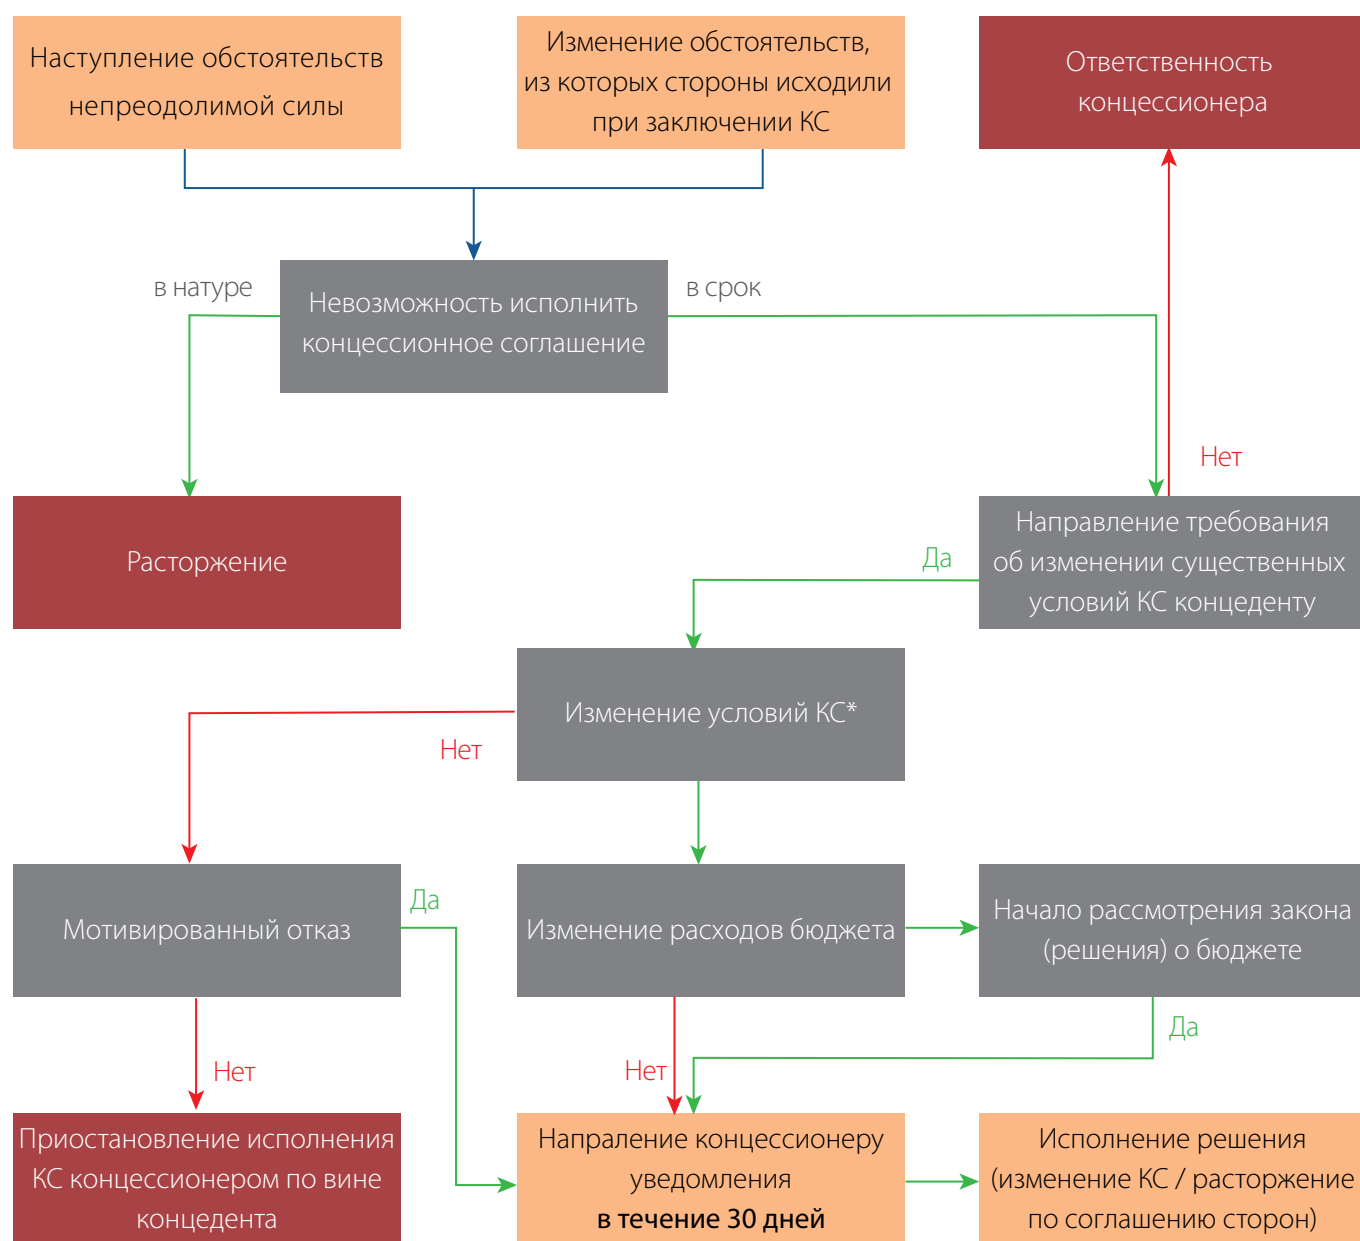 Наступление обстоятельств
непреодолимой силы
Изменение обстоятельств,
из которых стороны исходили
при заключении КС
Ответственность
концессионера
в натуре
Невозможность исполнить
концессионное соглашение
в срок
Нет
Расторжение
Направление требования
об изменении существенных
условий КС концеденту
Да
Изменение условий КС*
Нет
Мотивированный отказ
Да
Изменение расходов бюджета
Начало рассмотрения закона
(решения) о бюджете
Да
Нет
Нет
Приостановление исполнения
КС концессионером по вине
концедента
Напраление концессионеру
уведомления
в течение 30 дней
Исполнение решения
(изменение КС / расторжение
по соглашению сторон)